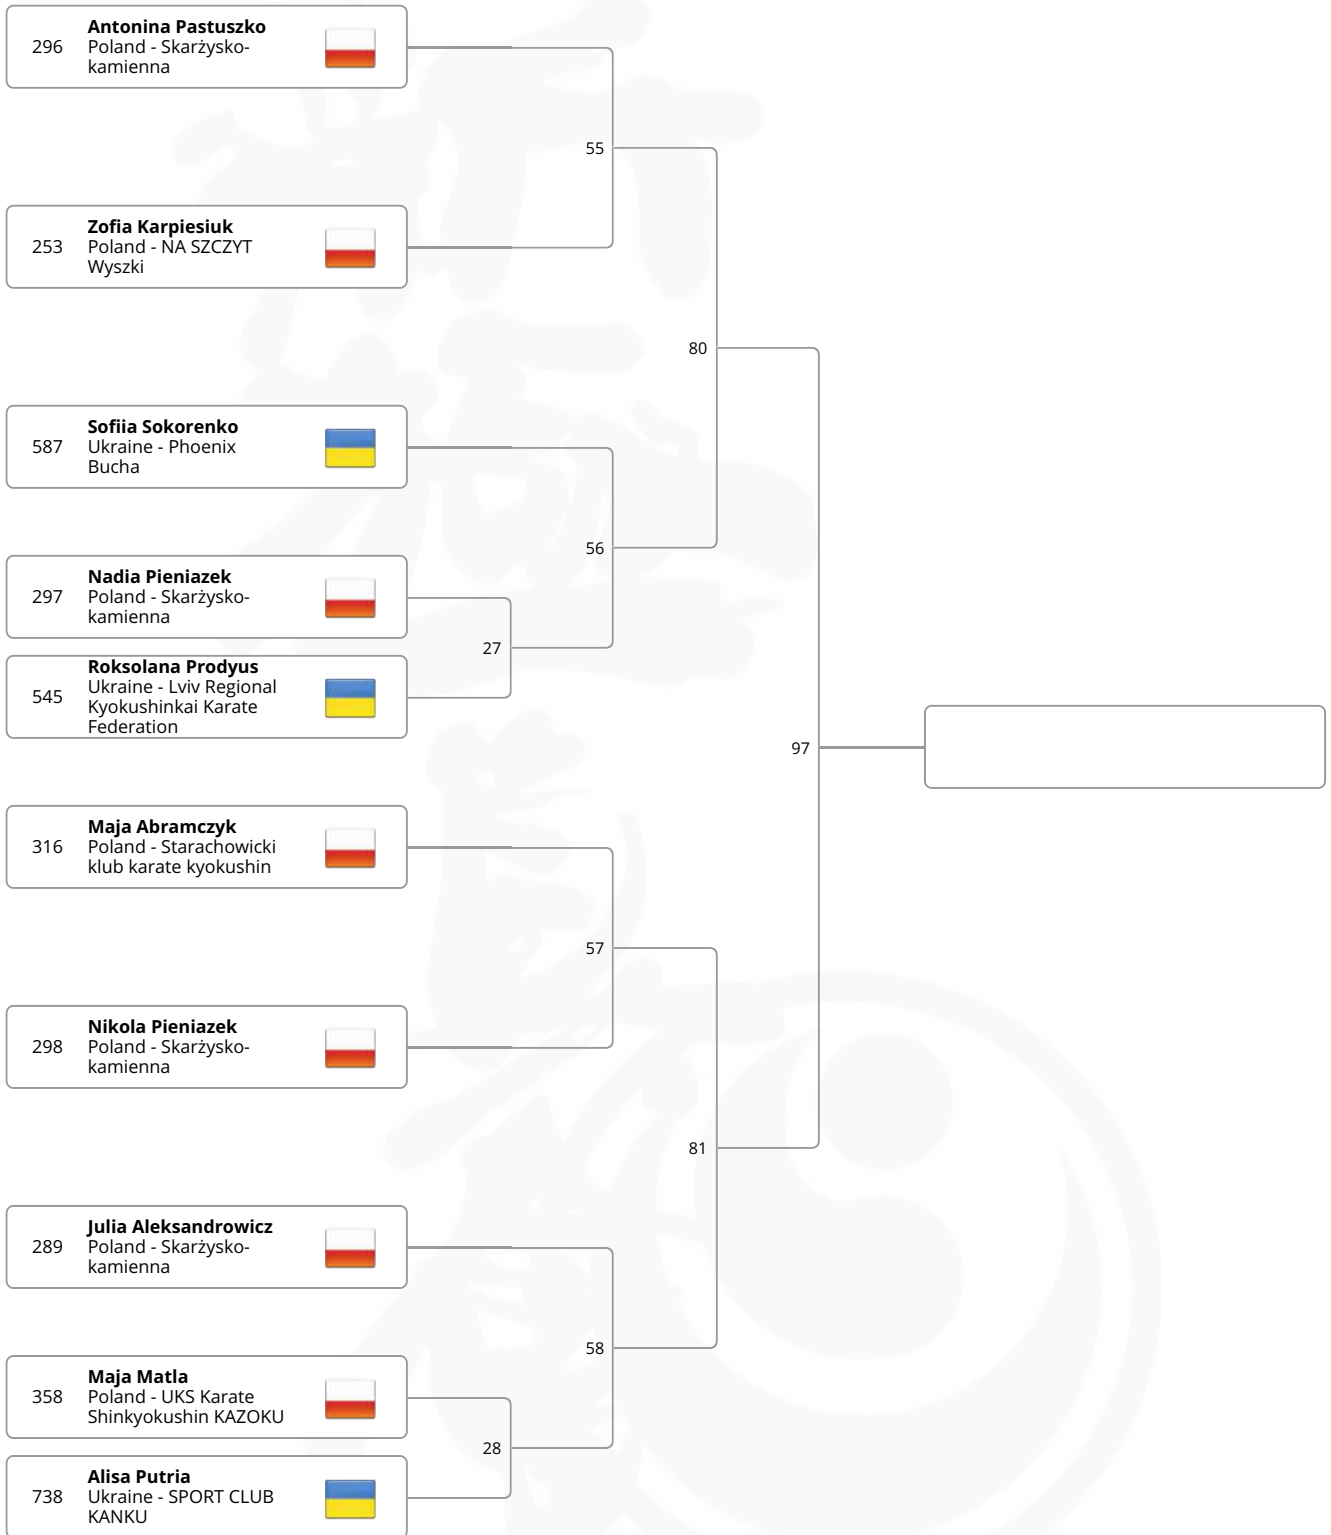 Antonina Pastuszko
296
Poland - Skarżysko-
kamienna
55
Zofia Karpiesiuk
253
Poland - NA SZCZYT
Wyszki
80
Sofiia Sokorenko
587
Ukraine - Phoenix
Bucha
56
Nadia Pieniazek
297
Poland - Skarżysko-
kamienna
27
Roksolana Prodyus
545
Ukraine - Lviv Regional
Kyokushinkai Karate
Federation
97
Maja Abramczyk
316
Poland - Starachowicki
klub karate kyokushin
57
Nikola Pieniazek
298
Poland - Skarżysko-
kamienna
81
Julia Aleksandrowicz
289
Poland - Skarżysko-
kamienna
58
Maja Matla
358
Poland - UKS Karate
Shinkyokushin KAZOKU
28
Alisa Putria
738
Ukraine - SPORT CLUB
KANKU